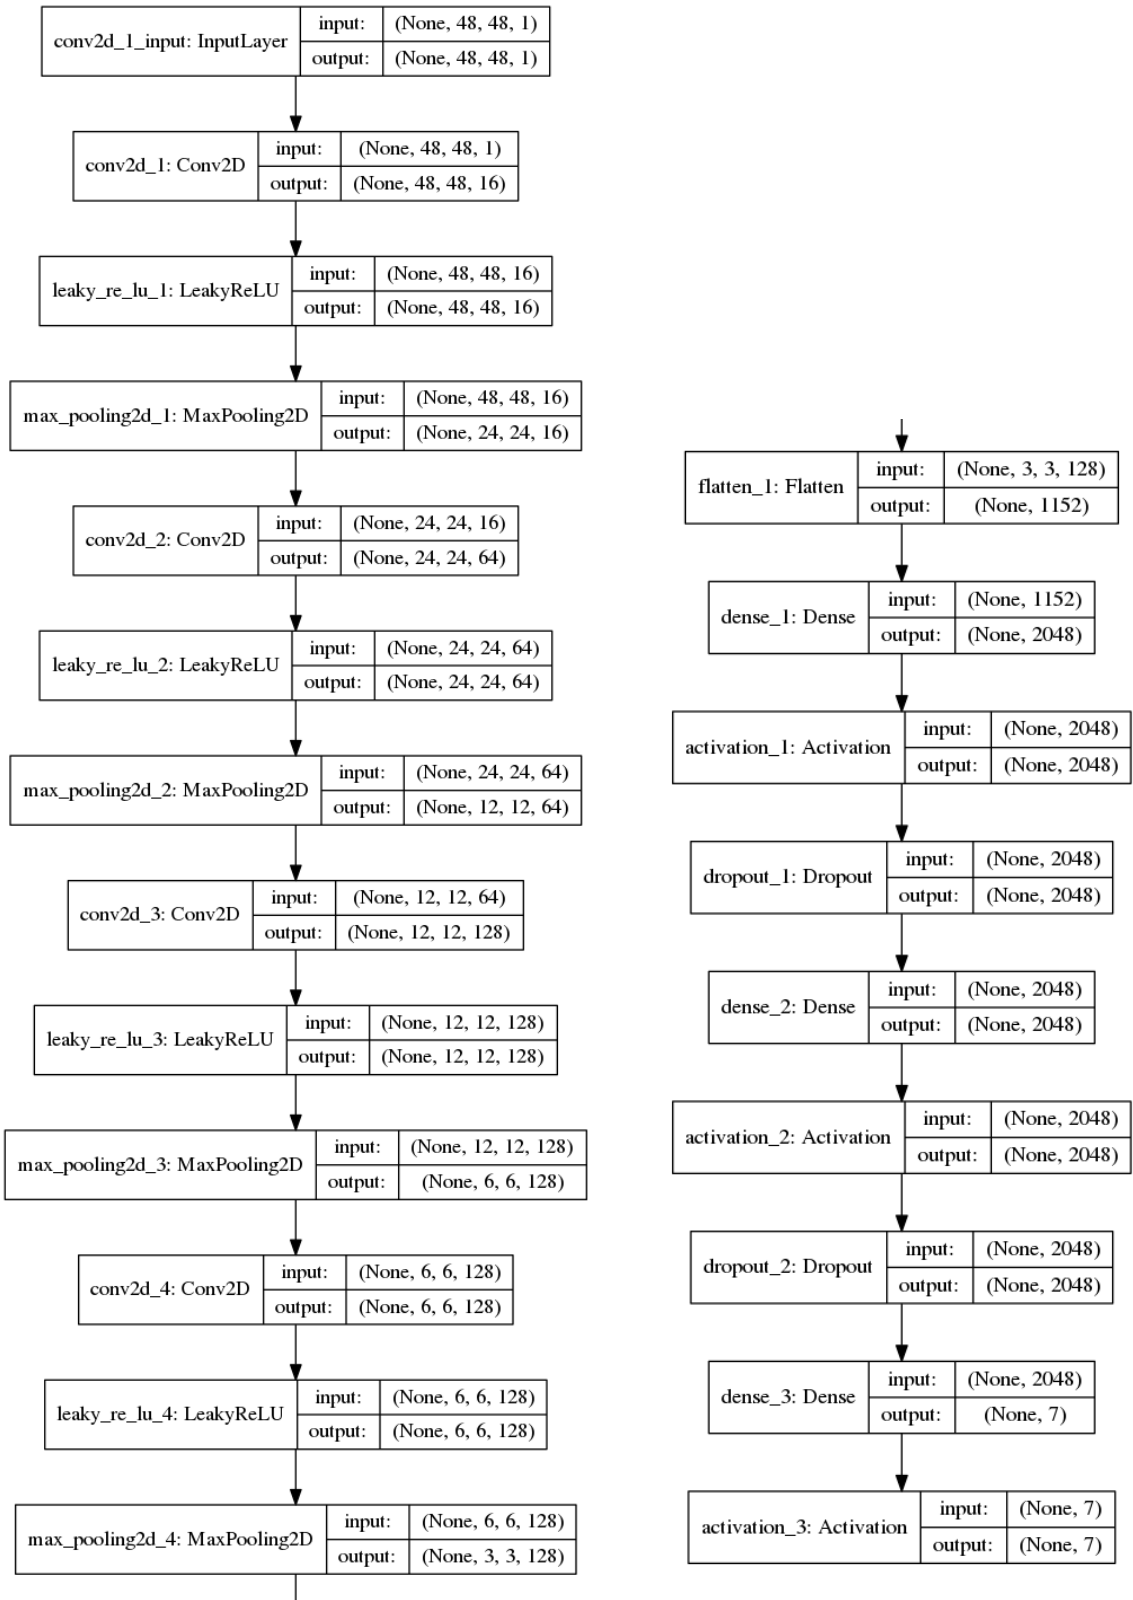 conv2d_1_input: InputLayer
input: (None, 48, 48, 1)
output: (None, 48, 48, 1)
conv2d_1: Conv2D
input: (None, 48, 48, 1)
output: (None, 48, 48, 16)
leaky_re_lu_1: LeakyReLU
input: (None, 48, 48, 16)
output: (None, 48, 48, 16)
max_pooling2d_1: MaxPooling2D
input: (None, 48, 48, 16)
output: (None, 24, 24, 16)
conv2d_2: Conv2D
input: (None, 24, 24, 16)
output: (None, 24, 24, 64)
leaky_re_lu_2: LeakyReLU
input: (None, 24, 24, 64)
output: (None, 24, 24, 64)
max_pooling2d_2: MaxPooling2D
input: (None, 24, 24, 64)
output: (None, 12, 12, 64)
conv2d_3: Conv2D
input: (None, 12, 12, 64)
output: (None, 12, 12, 128)
leaky_re_lu_3: LeakyReLU
input: (None, 12, 12, 128)
output: (None, 12, 12, 128)
max_pooling2d_3: MaxPooling2D
input: (None, 12, 12, 128)
output: (None, 6, 6, 128)
conv2d_4: Conv2D
input: (None, 6, 6, 128)
output: (None, 6, 6, 128)
leaky_re_lu_4: LeakyReLU
input: (None, 6, 6, 128)
output: (None, 6, 6, 128)
max_pooling2d_4: MaxPooling2D
input: (None, 6, 6, 128)
output: (None, 3, 3, 128)
flatten_1: Flatten
input: (None, 3, 3, 128)
output: (None, 1152)
dense_1: Dense
input: (None, 1152)
output: (None, 2048)
activation_1: Activation
input: (None, 2048)
output: (None, 2048)
dropout_1: Dropout
input: (None, 2048)
output: (None, 2048)
dense_2: Dense
input: (None, 2048)
output: (None, 2048)
activation_2: Activation
input: (None, 2048)
output: (None, 2048)
dropout_2: Dropout
input: (None, 2048)
output: (None, 2048)
dense_3: Dense
input: (None, 2048)
output: (None, 7)
activation_3: Activation
input: (None, 7)
output: (None, 7)